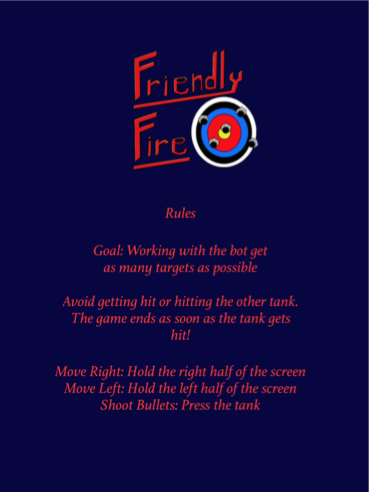 Friendly
Fire
Rules
Goal: Working with the bot get
as many targets as possible
Avoid getting hit or hitting the other tank.
The game ends as soon as the tank gets
hit!
Move Right: Hold the right half of the screen
Move Left: Hold the left half of the screen
Shoot Bullets: Press the tank